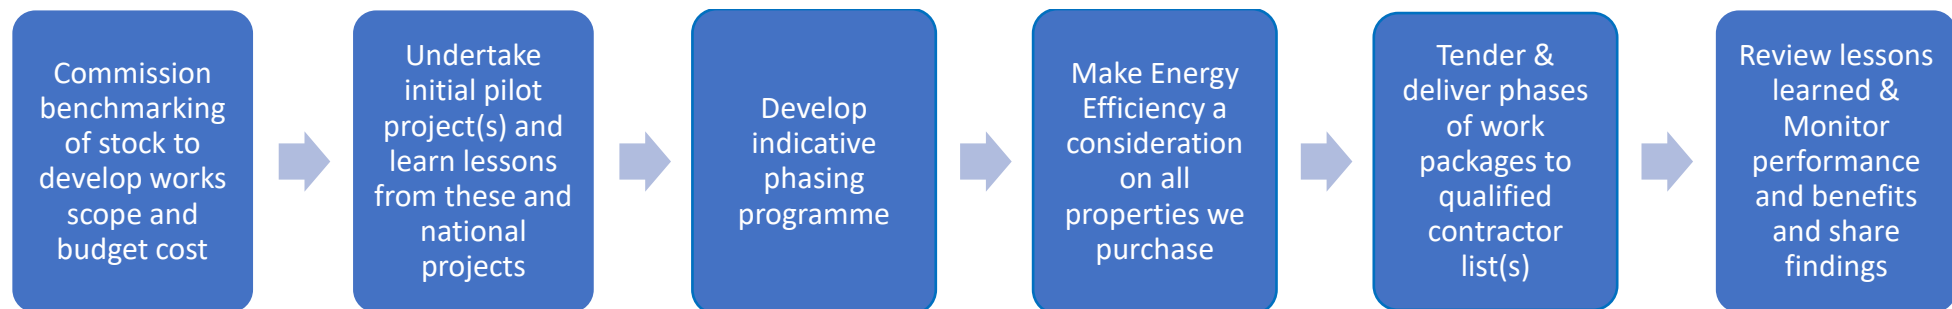 Commission
benchmarking
of stock to
develop works
scope and
budget cost
Undertake
initial pilot
project(s) and
learn lessons
from these and
national
projects
Develop
indicative
phasing
programme
Make Energy
Efficiency a
consideration
on all
properties we
purchase
Tender &
deliver phases
of work
packages to
qualified
contractor
list(s)
Review lessons
learned &
Monitor
performance
and benefits
and share
findings